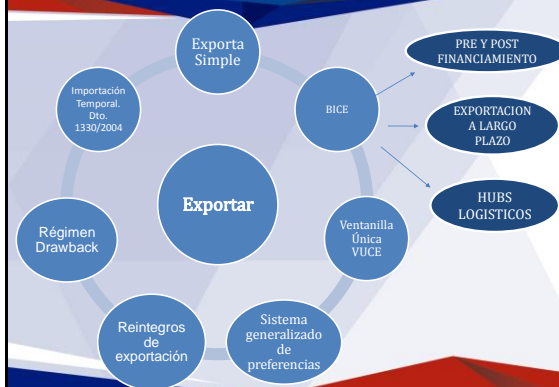 Exporta
Simple
BICE
PRE Y POST
FINANCIAMIENTO
EXPORTACION
A LARGO
PLAZO
HUBS
LOGISTICOS
Ventanilla
Única
VUCE
Sistema
generalizado
de
preferencias
Reintegros
de
exportación
Régimen
Drawback
Importación
Temporal.
Dto.
1330/2004
Exportar